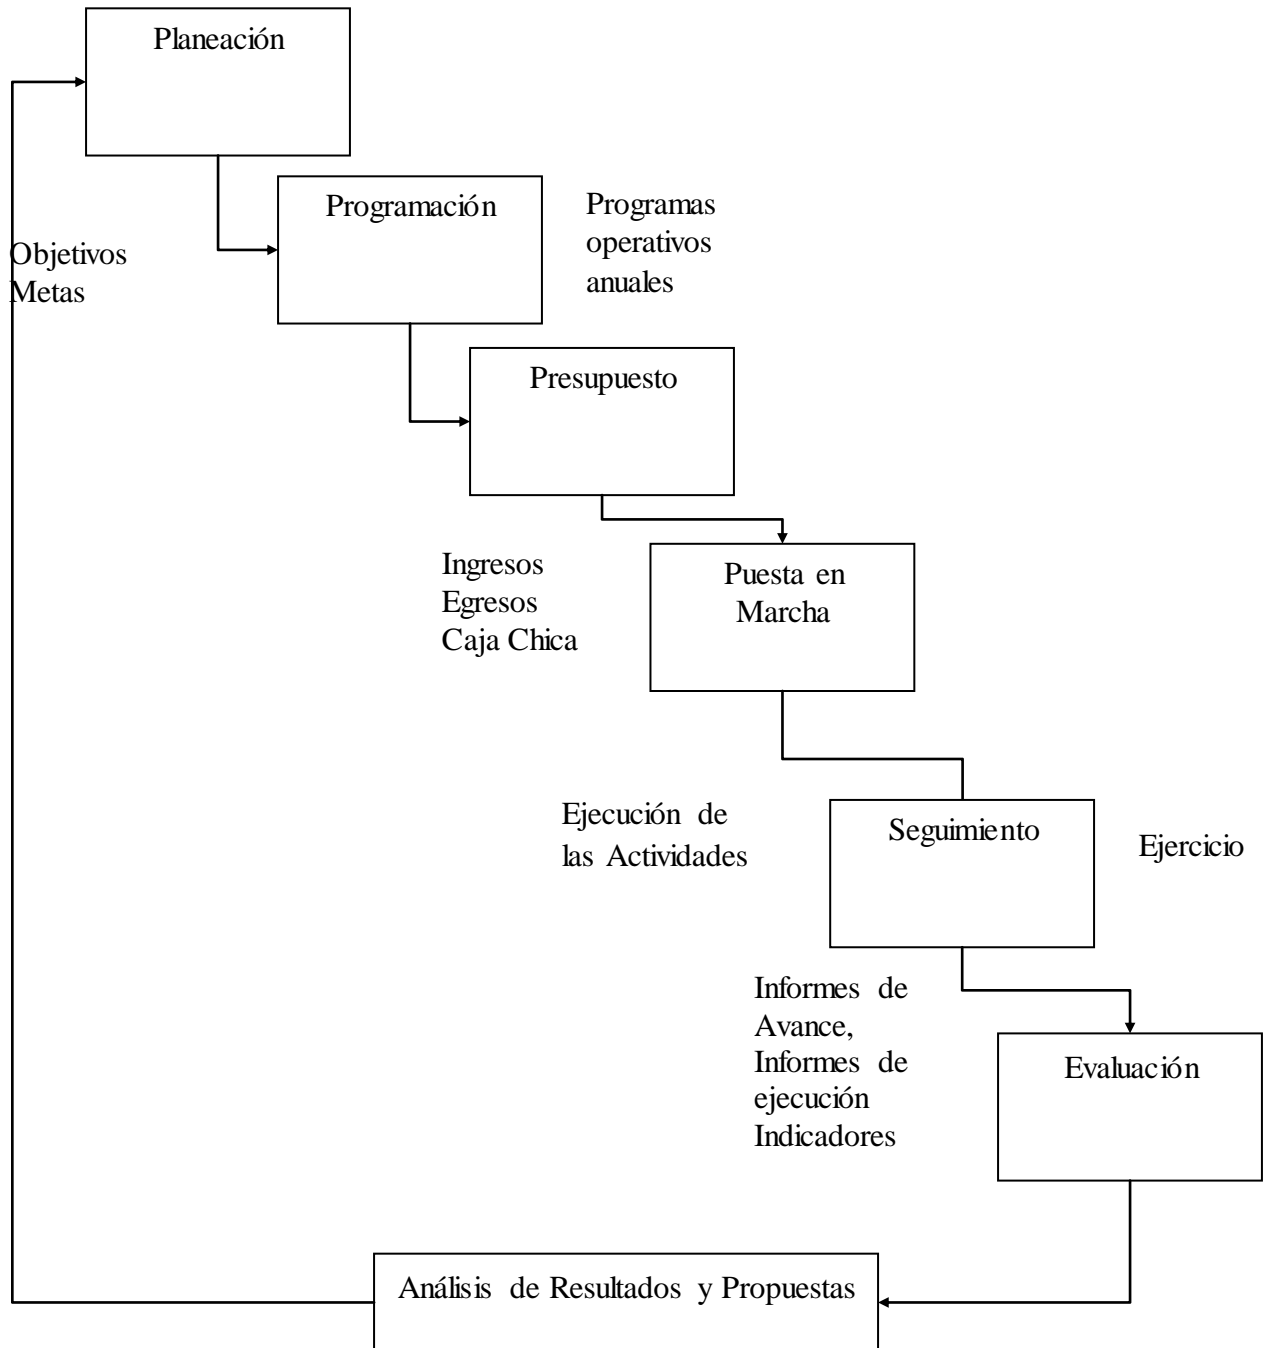 Planeación
Programación
Programas
operativos
anuales
Objetivos
Metas
Presupuesto
Ingresos
Egresos
Caja Chica
Puesta en
Marcha
Ejecución de
las Actividades
Seguimiento
Ejercicio
Informes de
Avance,
Informes de
ejecución
Indicadores
Evaluación
Análisis de Resultados y Propuestas